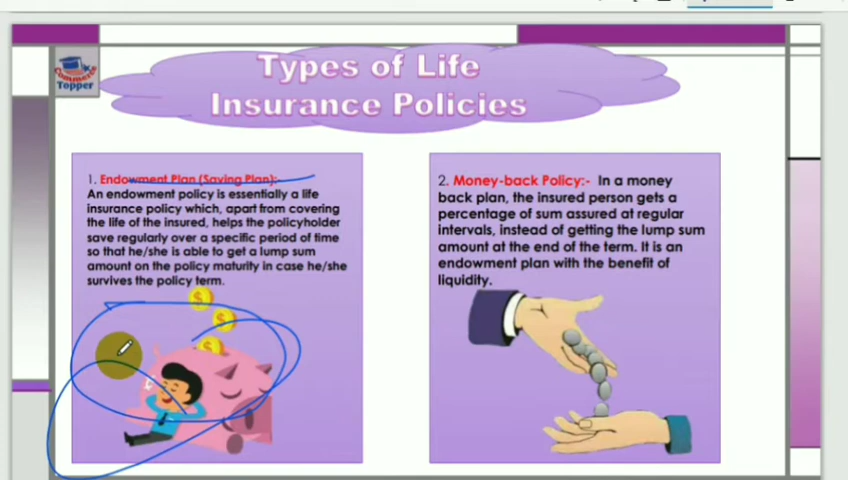 Commerce
Topper
Types of Life
Insurance Policies
1. Endowment Plan (Saving Plan):-
An endowment policy is essentially a life
insurance policy which, apart from covering
the life of the insured, helps the policyholder
save regularly over a specific period of time
so that he/she is able to get a lump sum
amount on the policy maturity in case he/she
survives the policy term.
2. Money-back Policy:- In a money
back plan, the insured person gets a
percentage of sum assured at regular
intervals, instead of getting the lump sum
amount at the end of the term. It is an
endowment plan with the benefit of
liquidity.